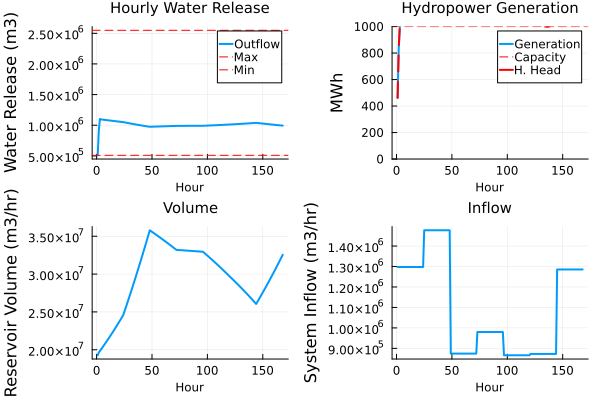 Hourly Water Release
Water Release (m3)
2.50×10⁶
2.00×10⁶
1.50×10⁶
1.00×10⁶
5.00×10⁵
0 50 100 150
Hour
Outflow
Max
Min
Hydropower Generation
MWh
1000
800
600
400
200
0
0 50 100 150
Hour
Generation
Capacity
H. Head
Volume
Reservoir Volume (m3/hr)
3.50×10⁷
3.00×10⁷
2.50×10⁷
2.00×10⁷
0 50 100 150
Hour
Inflow
System Inflow (m3/hr)
1.40×10⁶
1.30×10⁶
1.20×10⁶
1.10×10⁶
1.00×10⁶
9.00×10⁵
0 50 100 150
Hour